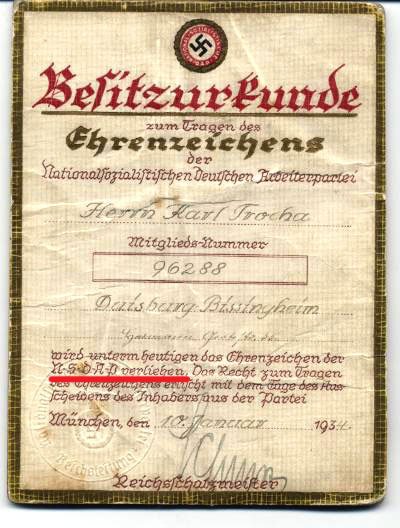 Besitzurkunde
zum Tragen des
Ehrenzeichens
der
Nationalsozialistischen Deutschen Arbeiterpartei
Herrn Karl Trocha
Mitglieds-Nummer
96288
Duisburg Bissingheim
wird unterm heutigen das Ehrenzeichen der
N-S-D-A-P verliehen. Das Recht zum Tragen
des Ehrenzeichens erlischt mit dem Tage des Aus-
scheidens des Inhabers aus der Partei
München, den 10. Januar 1934.
Reichsschatzmeister